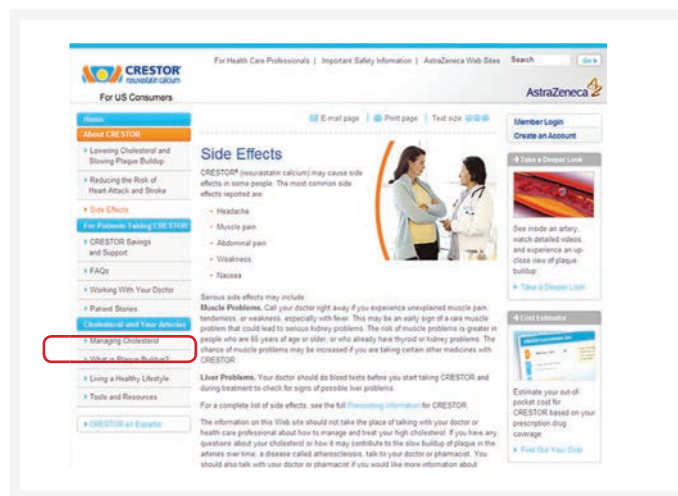 For Health Care Professionals | Important Safety Information | AstraZeneca Web Sites
Search
Go
CRESTOR
rosuvastatin calcium
For US Consumers
AstraZeneca
Home
About CRESTOR
Lowering Cholesterol and
Slowing Plaque Buildup
Reducing the Risk of
Heart Attack and Stroke
Side Effects
For Patients Taking CRESTOR
CRESTOR Savings
and Support
FAQs
Working With Your Doctor
Patient Stories
Cholesterol and Your Arteries
Managing Cholesterol
What is Plaque Buildup?
Living a Healthy Lifestyle
Tools and Resources
CRESTOR en Español
E-mail page | Print page | Text size
Side Effects
CRESTOR® (rosuvastatin calcium) may cause side
effects in some people. The most common side
effects reported are:
• Headache
• Muscle pain
• Abdominal pain
• Weakness
• Nausea
Serious side effects may include
Muscle Problems. Call your doctor right away if you experience unexplained muscle pain,
tenderness, or weakness, especially with fever. This may be an early sign of a rare muscle
problem that could lead to serious kidney problems. The risk of muscle problems is greater in
people who are 65 years of age or older, or who already have thyroid or kidney problems. The
chance of muscle problems may be increased if you are taking certain other medicines with
CRESTOR.
Liver Problems. Your doctor should do blood tests before you start taking CRESTOR and
during treatment to check for signs of possible liver problems.
For a complete list of side effects, see the full Prescribing Information for CRESTOR.
The information on this Web site should not take the place of talking with your doctor or
health care professional about how to manage and treat your high cholesterol. If you have any
questions about your cholesterol or how it may contribute to the slow buildup of plaque in the
arteries over time, a disease called atherosclerosis, talk to your doctor or pharmacist. You
should also talk with your doctor or pharmacist if you would like more information about
Member Login
Create an Account
Take a Deeper Look
See inside an artery,
watch detailed videos,
and experience an up-
close view of plaque
buildup.
Take a Deeper Look
Cost Estimator
Estimate your out-of-
pocket cost for
CRESTOR based on your
prescription drug
coverage.
Find Out Your Cost